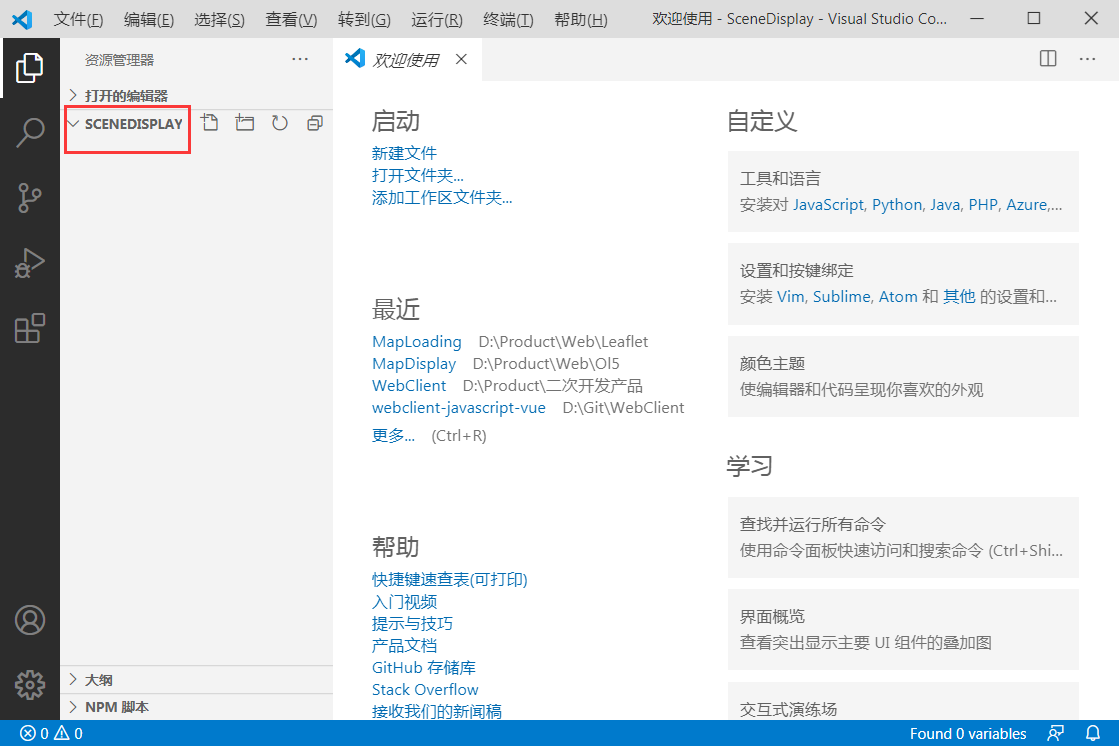 文件(F) 编辑(E) 选择(S) 查看(V) 转到(G) 运行(R) 终端(T) 帮助(H) 欢迎使用 - SceneDisplay - Visual Studio Co...
资源管理器
打开的编辑器
SCENEDISPLAY
大纲
NPM 脚本
欢迎使用
启动
新建文件
打开文件夹...
添加工作区文件夹...
最近
MapLoading D:\Product\Web\Leaflet
MapDisplay D:\Product\Web\Ol5
WebClient D:\Product\二次开发产品
webclient-javascript-vue D:\Git\WebClient
更多... (Ctrl+R)
帮助
快捷键速查表(可打印)
入门视频
提示与技巧
产品文档
GitHub 存储库
Stack Overflow
接收我们的新闻稿
自定义
工具和语言
安装对 JavaScript, Python, Java, PHP, Azure,...
设置和按键绑定
安装 Vim, Sublime, Atom 和 其他 的设置和...
颜色主题
使编辑器和代码呈现你喜欢的外观
学习
查找并运行所有命令
使用命令面板快速访问和搜索命令 (Ctrl+Shi...
界面概览
查看突出显示主要 UI 组件的叠加图
交互式演练场
0 0 Found 0 variables